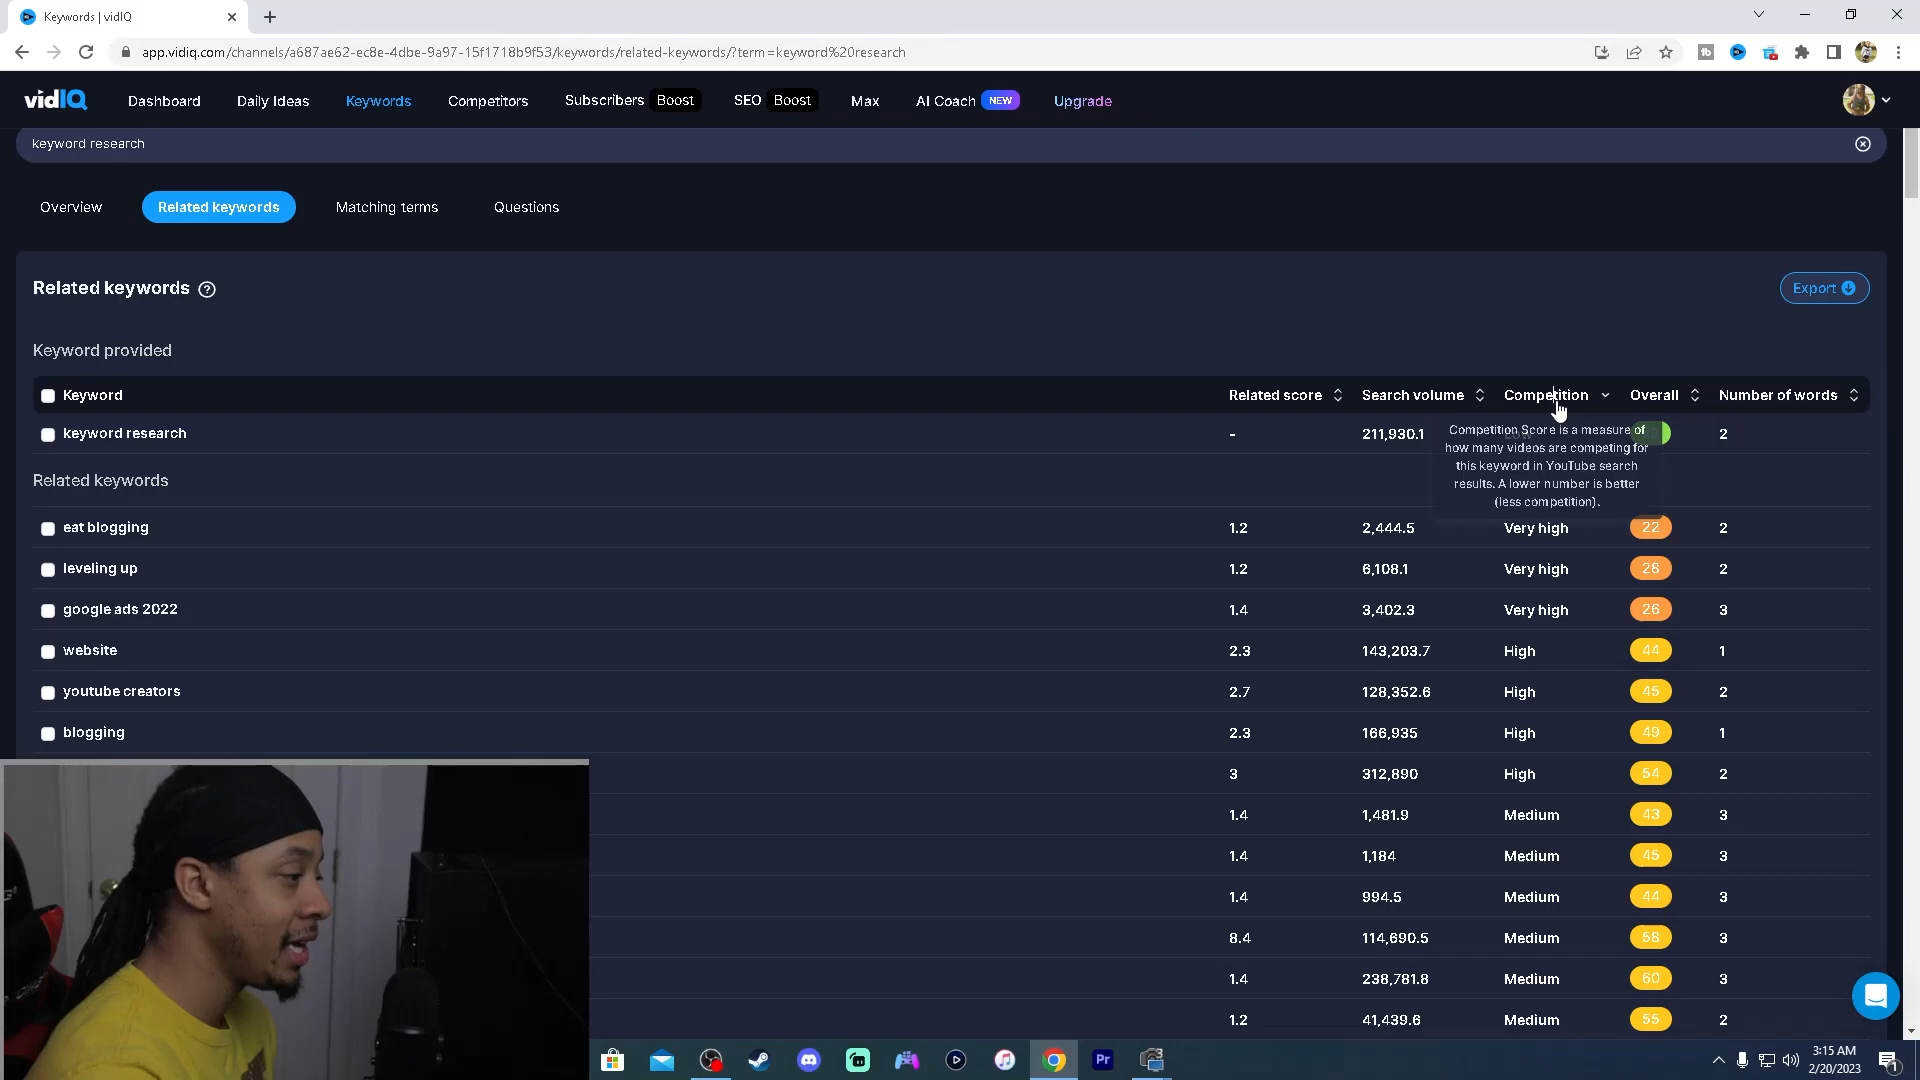 Keywords | vidIQ
app.vidiq.com/channels/a687ae62-ec8e-4dbe-9a97-15f1718b9f53/keywords/related-keywords/?term=keyword%20research
vidIQ Dashboard Daily Ideas Keywords Competitors Subscribers Boost SEO Boost Max AI Coach NEW Upgrade
keyword research
Overview Related keywords Matching terms Questions
Related keywords ?
Export
Keyword provided
Keyword Related score Search volume Competition Overall Number of words
keyword research - 211,930.1 2
Competition Score is a measure of
how many videos are competing for
this keyword in YouTube search
results. A lower number is better
(less competition).
Related keywords
eat blogging 1.2 2,444.5 Very high 22 2
leveling up 1.2 6,108.1 Very high 28 2
google ads 2022 1.4 3,402.3 Very high 26 3
website 2.3 143,203.7 High 44 1
youtube creators 2.7 128,352.6 High 45 2
blogging 2.3 166,935 High 49 1
3 312,890 High 54 2
1.4 1,481.9 Medium 43 3
1.4 1,184 Medium 45 3
1.4 994.5 Medium 44 3
8.4 114,690.5 Medium 58 3
1.4 238,781.8 Medium 60 3
1.2 41,439.6 Medium 55 2
Pr
3:15 AM
2/20/2023
1